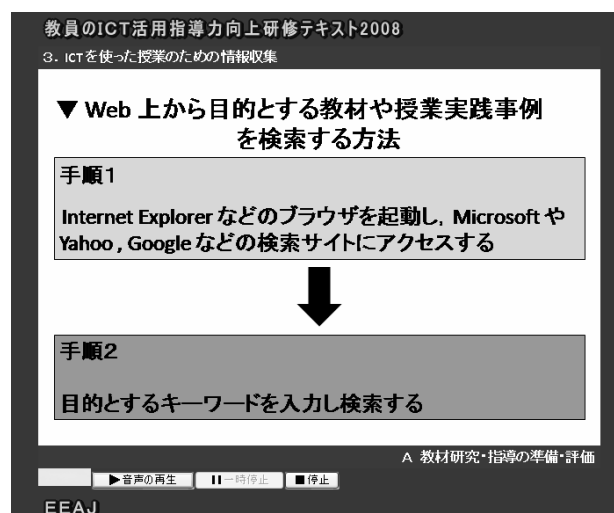 教員のICT活用指導力向上研修テキスト2008
3. ICTを使った授業のための情報収集
▼ Web 上から目的とする教材や授業実践事例
を検索する方法
手順1
Internet Explorer などのブラウザを起動し, Microsoft や
Yahoo , Google などの検索サイトにアクセスする
手順2
目的とするキーワードを入力し検索する
A 教材研究・指導の準備・評価
▶音声の再生 ❚❚一時停止 ■停止
EEAJ